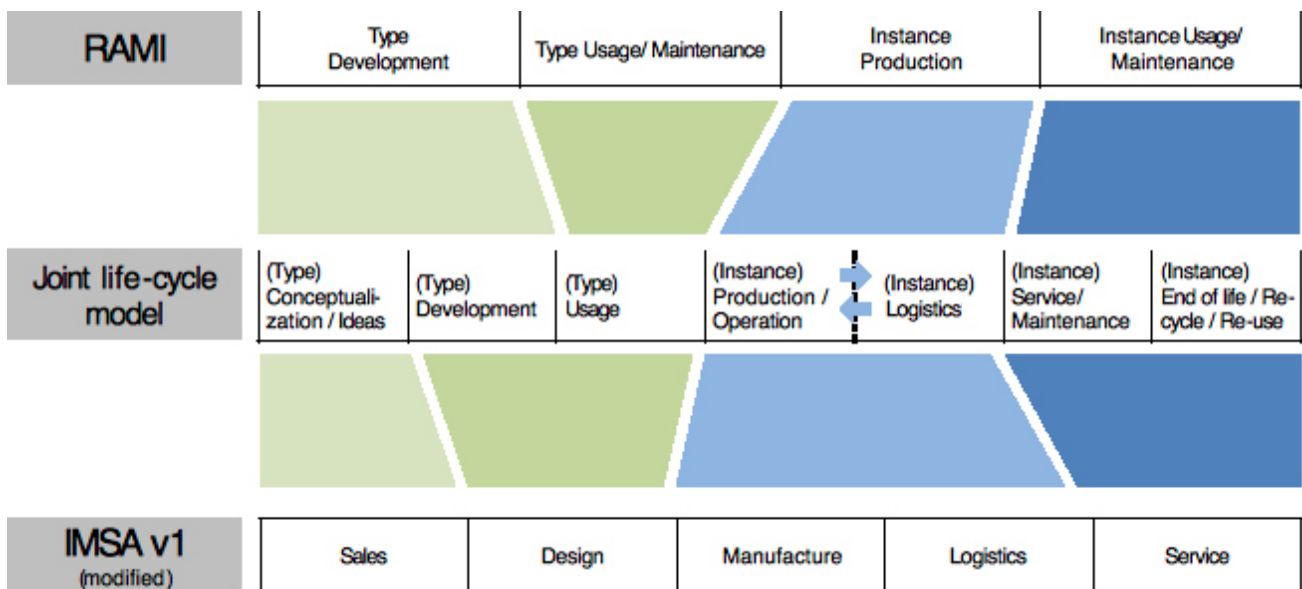 RAMI
Type
Development
Type Usage/ Maintenance
Instance
Production
Instance Usage/
Maintenance
Joint life-cycle
model
(Type)
Conceptuali-
zation / Ideas
(Type)
Development
(Type)
Usage
(Instance)
Production /
Operation
(Instance)
Logistics
(Instance)
Service/
Maintenance
(Instance)
End of life / Re-
cycle / Re-use
IMSA v1
(modified)
Sales
Design
Manufacture
Logistics
Service